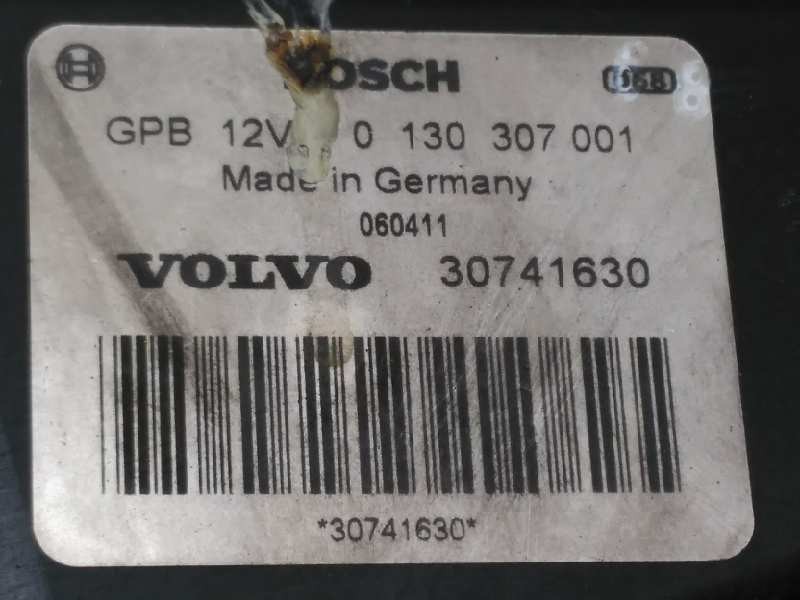 BOSCH
GPB 12V 0 130 307 001
Made in Germany
060411
VOLVO 30741630
*30741630*